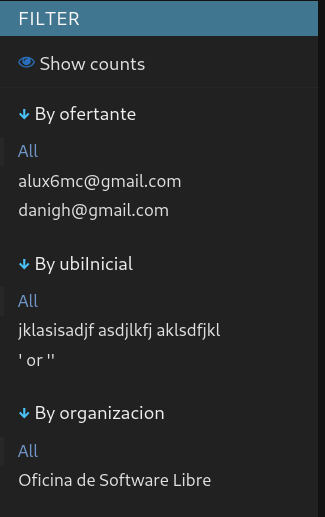 FILTER
Show counts
↓ By ofertante
All
alux6mc@gmail.com
danigh@gmail.com
↓ By ubiInicial
All
jklasisadjf asdjlkfj aklsdfjkl
' or ''
↓ By organizacion
All
Oficina de Software Libre